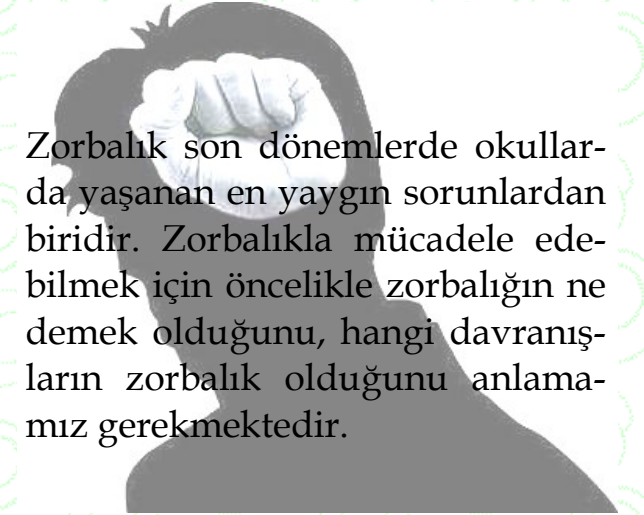 Zorbalık son dönemlerde okullar-
da yaşanan en yaygın sorunlardan
biridir. Zorbalıkla mücadele ede-
bilmek için öncelikle zorbalığın ne
demek olduğunu, hangi davranış-
ların zorbalık olduğunu anlama-
mız gerekmektedir.